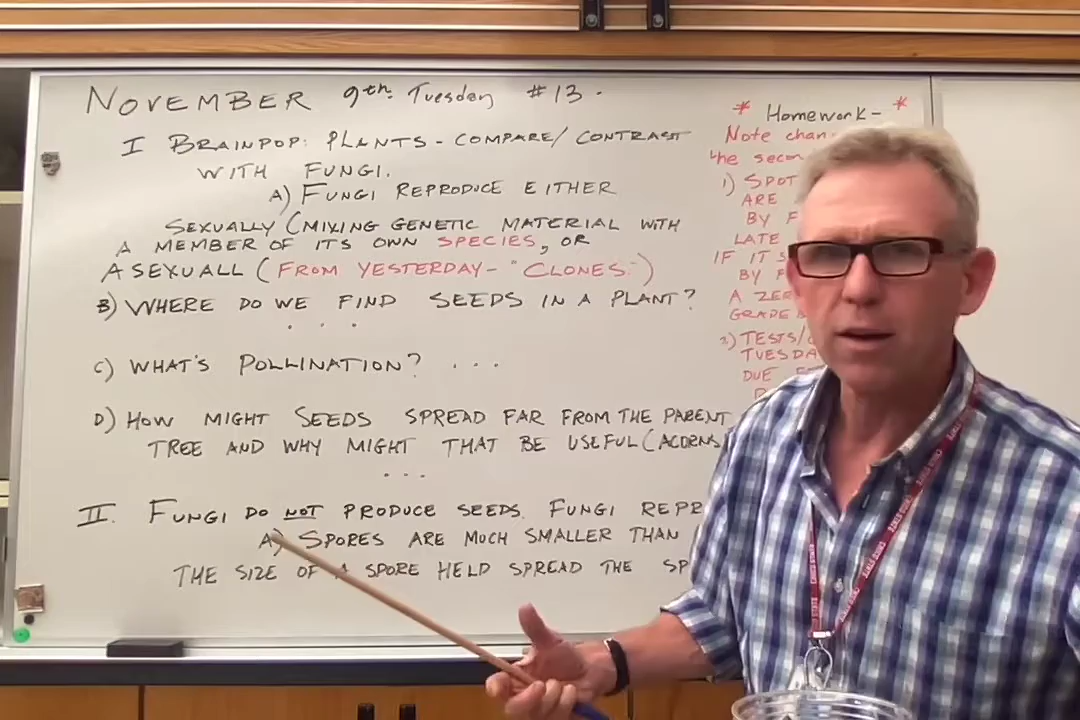 NOVEMBER 9th Tuesday #13.
I BRAINPOP: PLANTS - COMPARE/CONTRAST
WITH FUNGI.
A) FUNGI REPRODUCE EITHER
SEXUALLY (MIXING GENETIC MATERIAL WITH
A MEMBER OF ITS OWN SPECIES, OR
ASEXUALL (FROM YESTERDAY- "CLONES.")
B) WHERE DO WE FIND SEEDS IN A PLANT?
. . .
C) WHAT'S POLLINATION? . . .
D) HOW MIGHT SEEDS SPREAD FAR FROM THE PARENT
TREE AND WHY MIGHT THAT BE USEFUL (ACORNS
. . .
II. FUNGI DO NOT PRODUCE SEEDS. FUNGI REPR
A) SPORES ARE MUCH SMALLER THAN
THE SIZE OF A SPORE HELD SPREAD THE SP
* Homework- *
Note chan
the secon
1) SPOT
ARE
BY F
LATE
IF IT'S
BY F
A ZER
GRADE
2) TESTS/
TUESDA
DUE